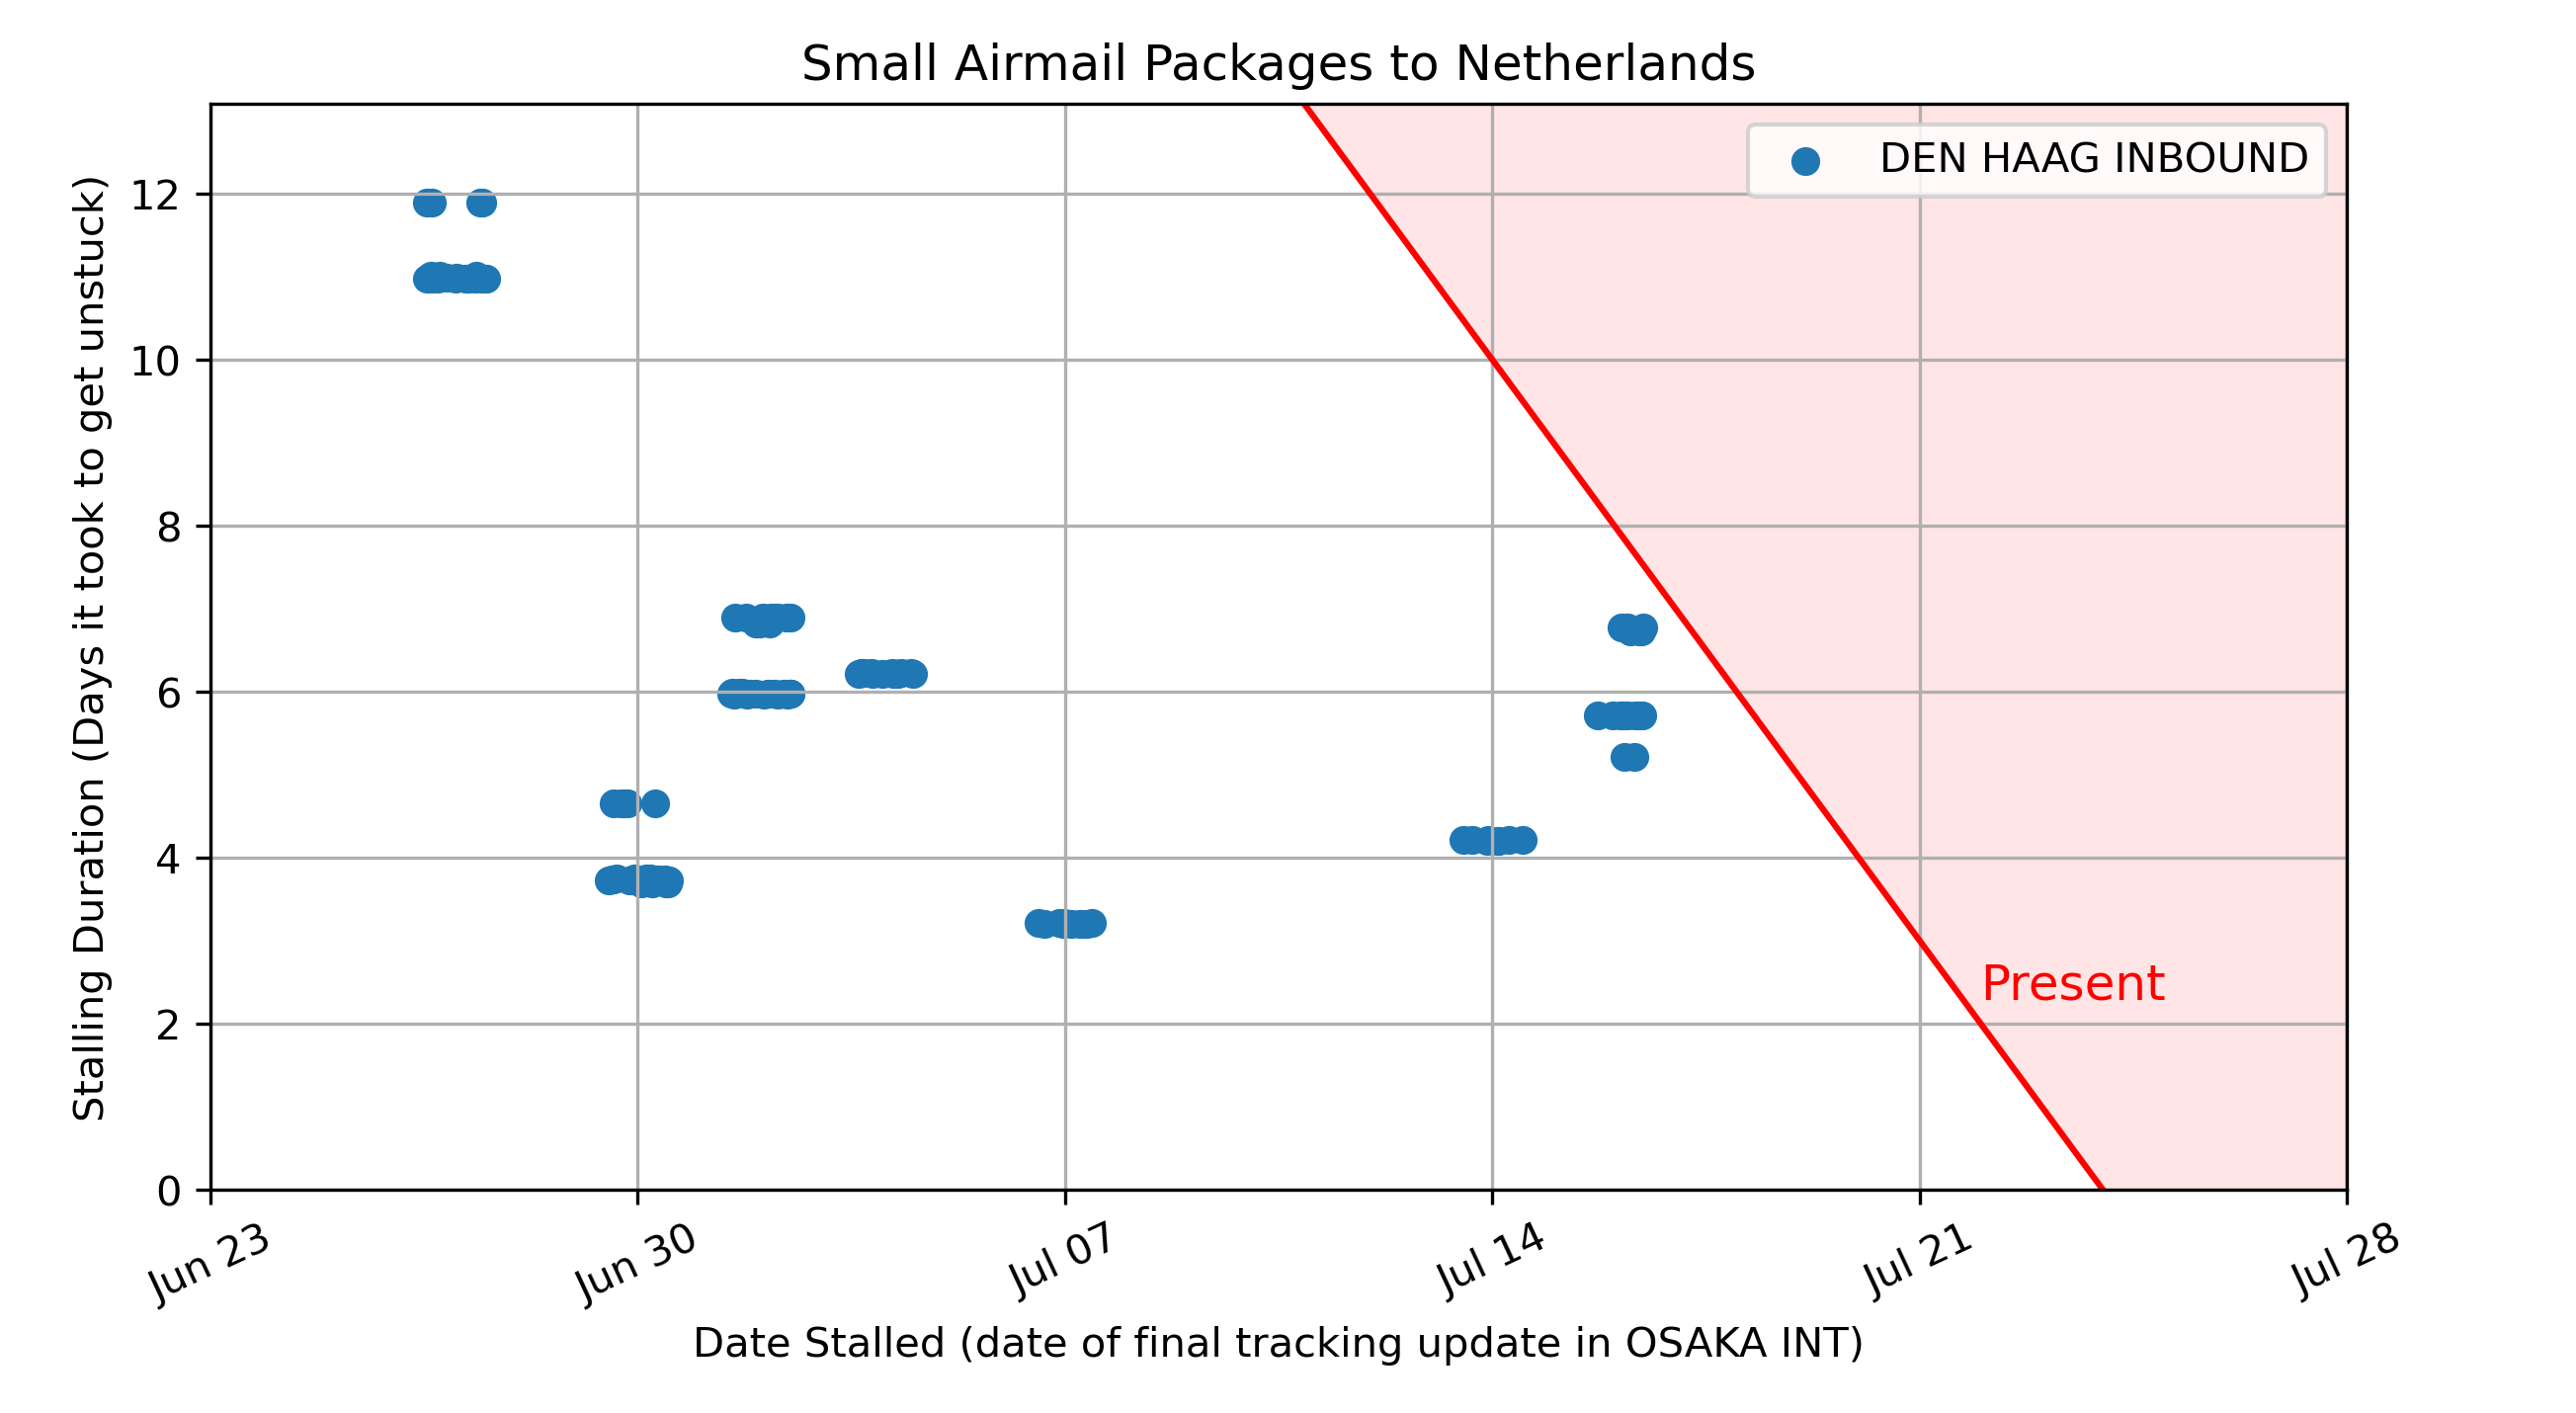 Small Airmail Packages to Netherlands
DEN HAAG INBOUND
Stalling Duration (Days it took to get unstuck)
12
10
8
6
4
2
0
Present
Jun 23
Jun 30
Jul 07
Jul 14
Jul 21
Jul 28
Date Stalled (date of final tracking update in OSAKA INT)